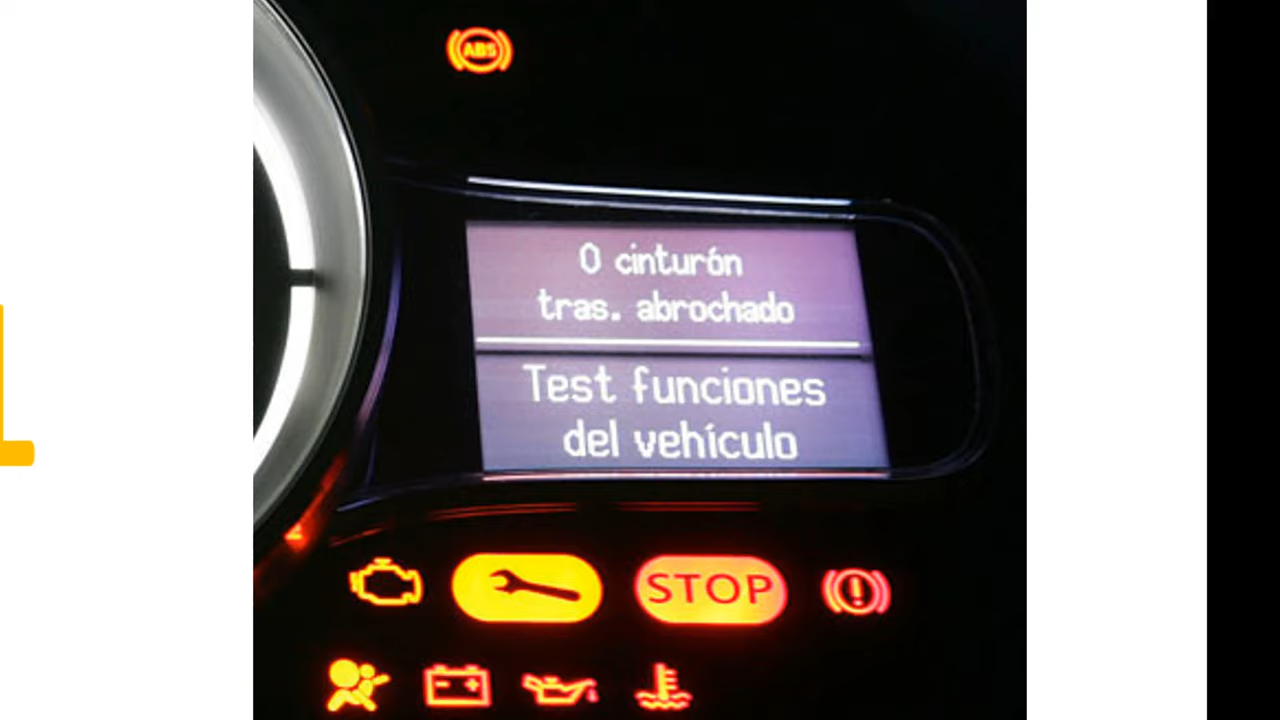 ABS
0 cinturón
tras. abrochado
Test funciones
del vehículo
STOP